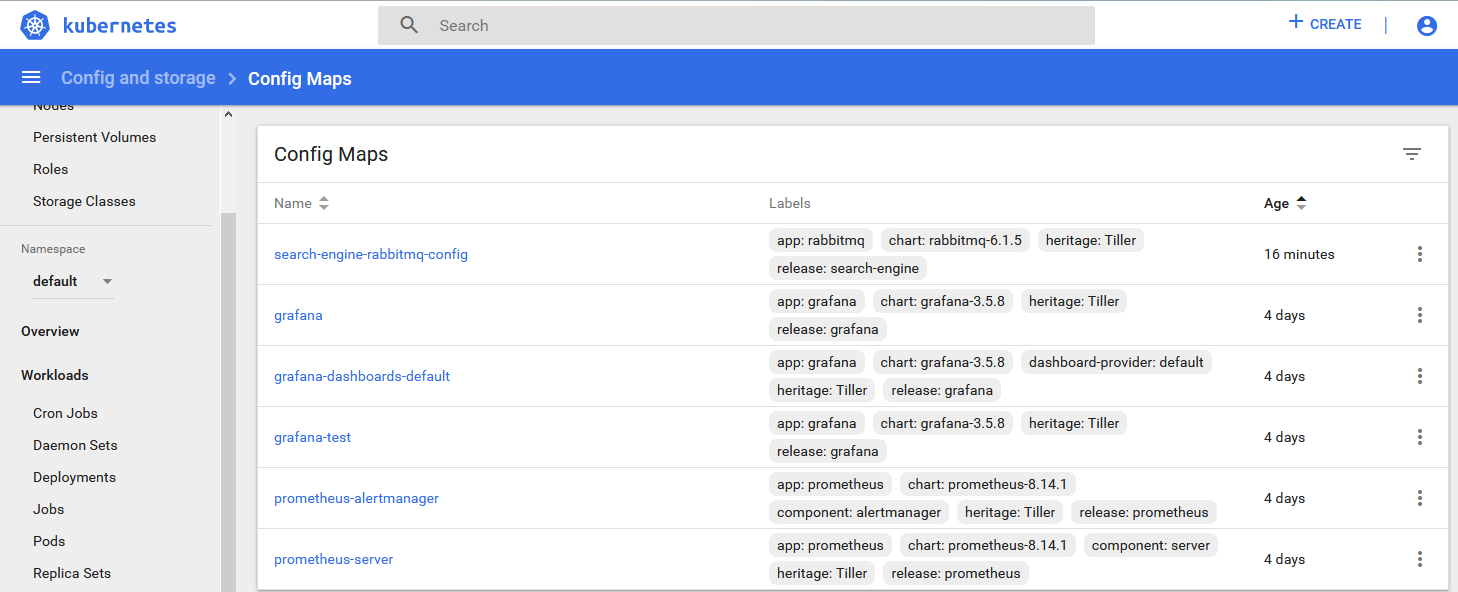 kubernetes
Search
+ CREATE |
Config and storage > Config Maps
Nodes
Persistent Volumes
Roles
Storage Classes
Namespace
default
Overview
Workloads
Cron Jobs
Daemon Sets
Deployments
Jobs
Pods
Replica Sets
Config Maps
Name Labels Age
search-engine-rabbitmq-config app: rabbitmq chart: rabbitmq-6.1.5 heritage: Tiller 16 minutes
release: search-engine
grafana app: grafana chart: grafana-3.5.8 heritage: Tiller 4 days
release: grafana
grafana-dashboards-default app: grafana chart: grafana-3.5.8 dashboard-provider: default 4 days
heritage: Tiller release: grafana
grafana-test app: grafana chart: grafana-3.5.8 heritage: Tiller 4 days
release: grafana
prometheus-alertmanager app: prometheus chart: prometheus-8.14.1 4 days
component: alertmanager heritage: Tiller release: prometheus
prometheus-server app: prometheus chart: prometheus-8.14.1 component: server 4 days
heritage: Tiller release: prometheus